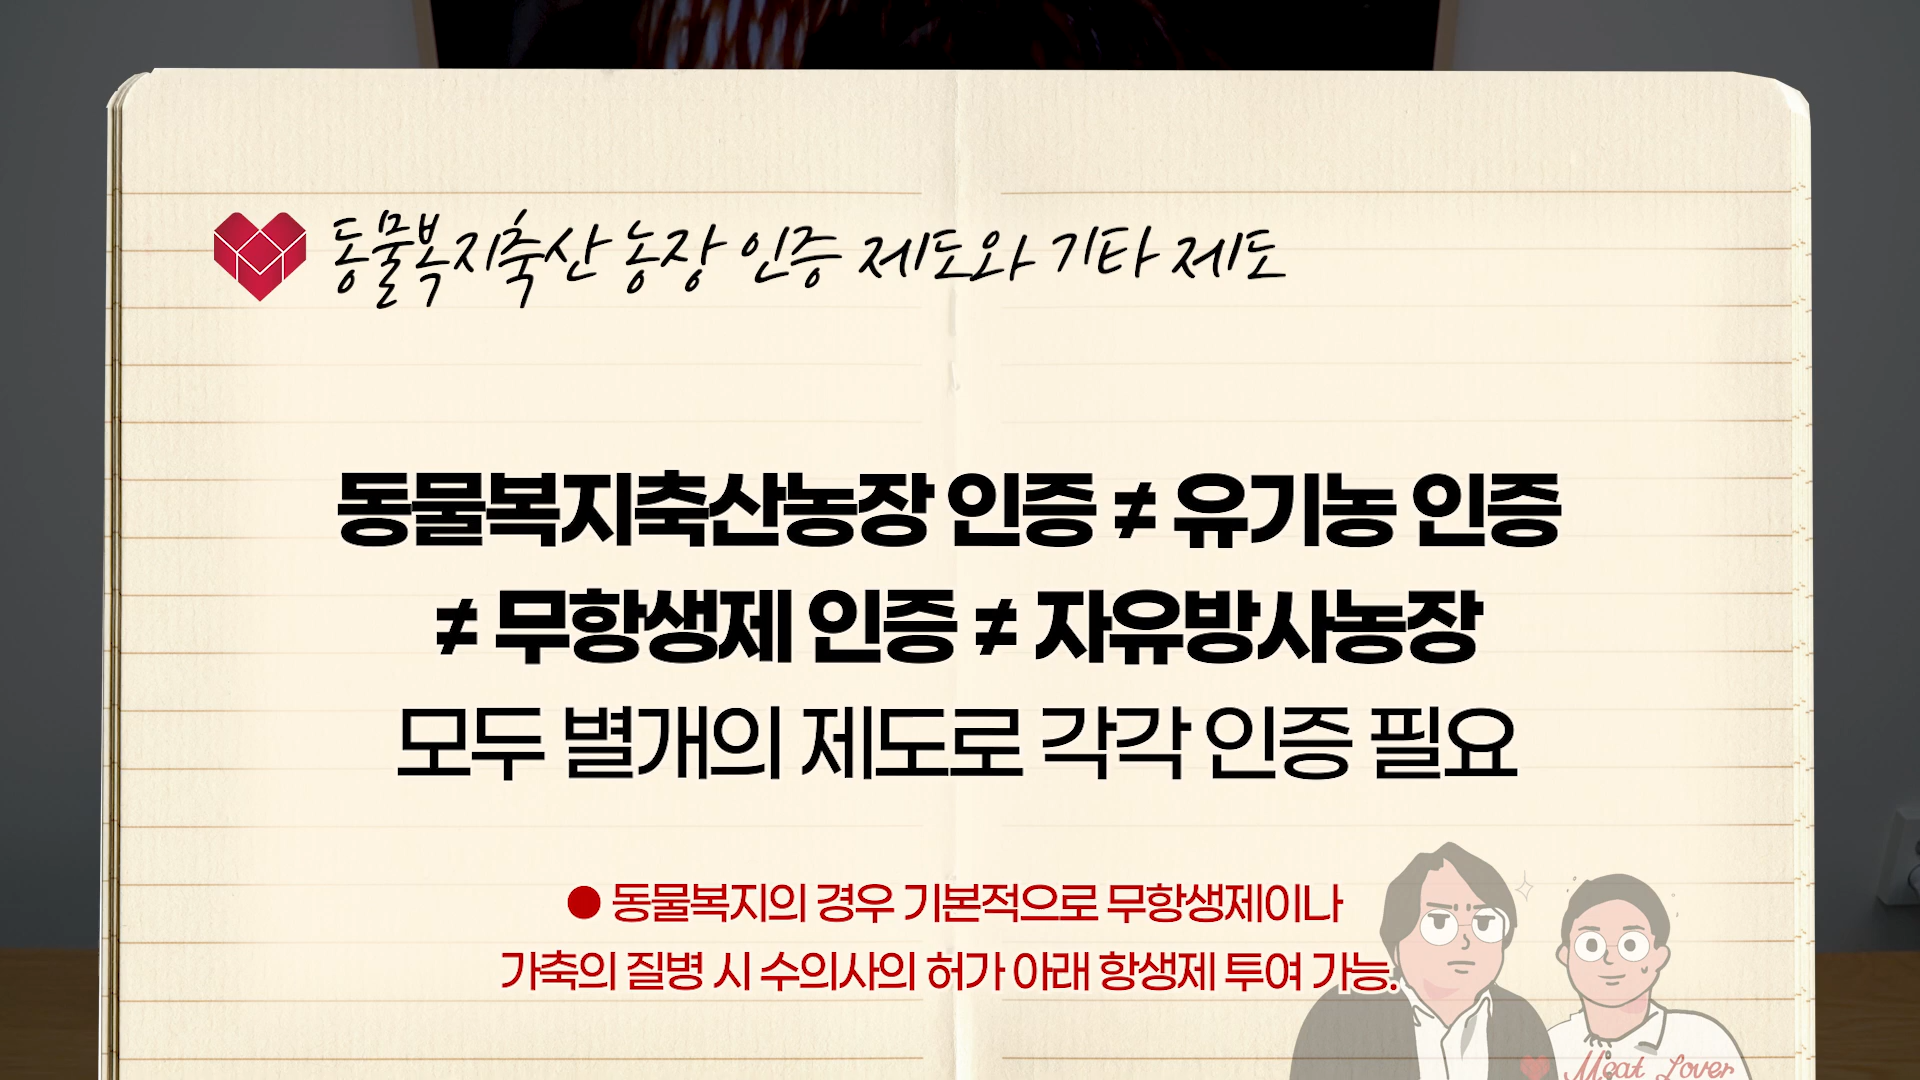 동물복지축산 농장 인증 제도와 기타 제도
동물복지축산농장 인증 ≠ 유기농 인증
≠ 무항생제 인증 ≠ 자유방사농장
모두 별개의 제도로 각각 인증 필요
● 동물복지의 경우 기본적으로 무항생제이나
가축의 질병 시 수의사의 허가 아래 항생제 투여 가능.
Meat Lover